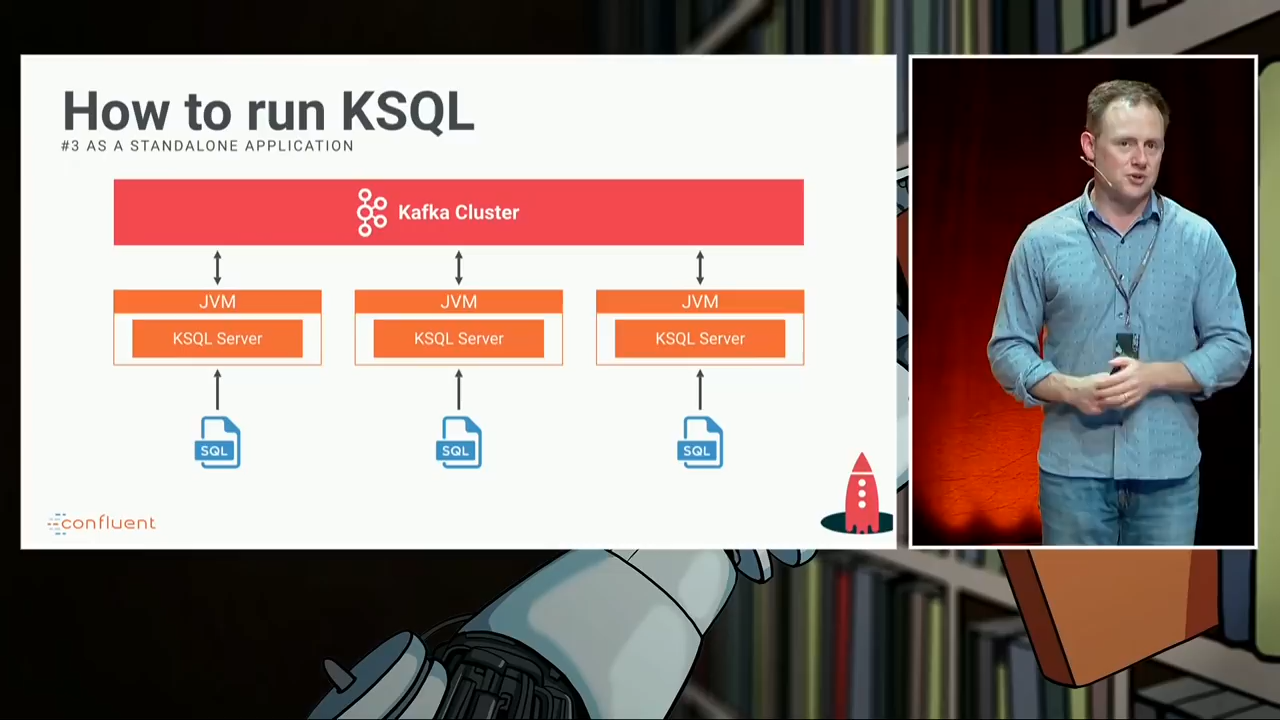 How to run KSQL
#3 AS A STANDALONE APPLICATION
Kafka Cluster
JVM JVM JVM
KSQL Server KSQL Server KSQL Server
SQL SQL SQL
confluent